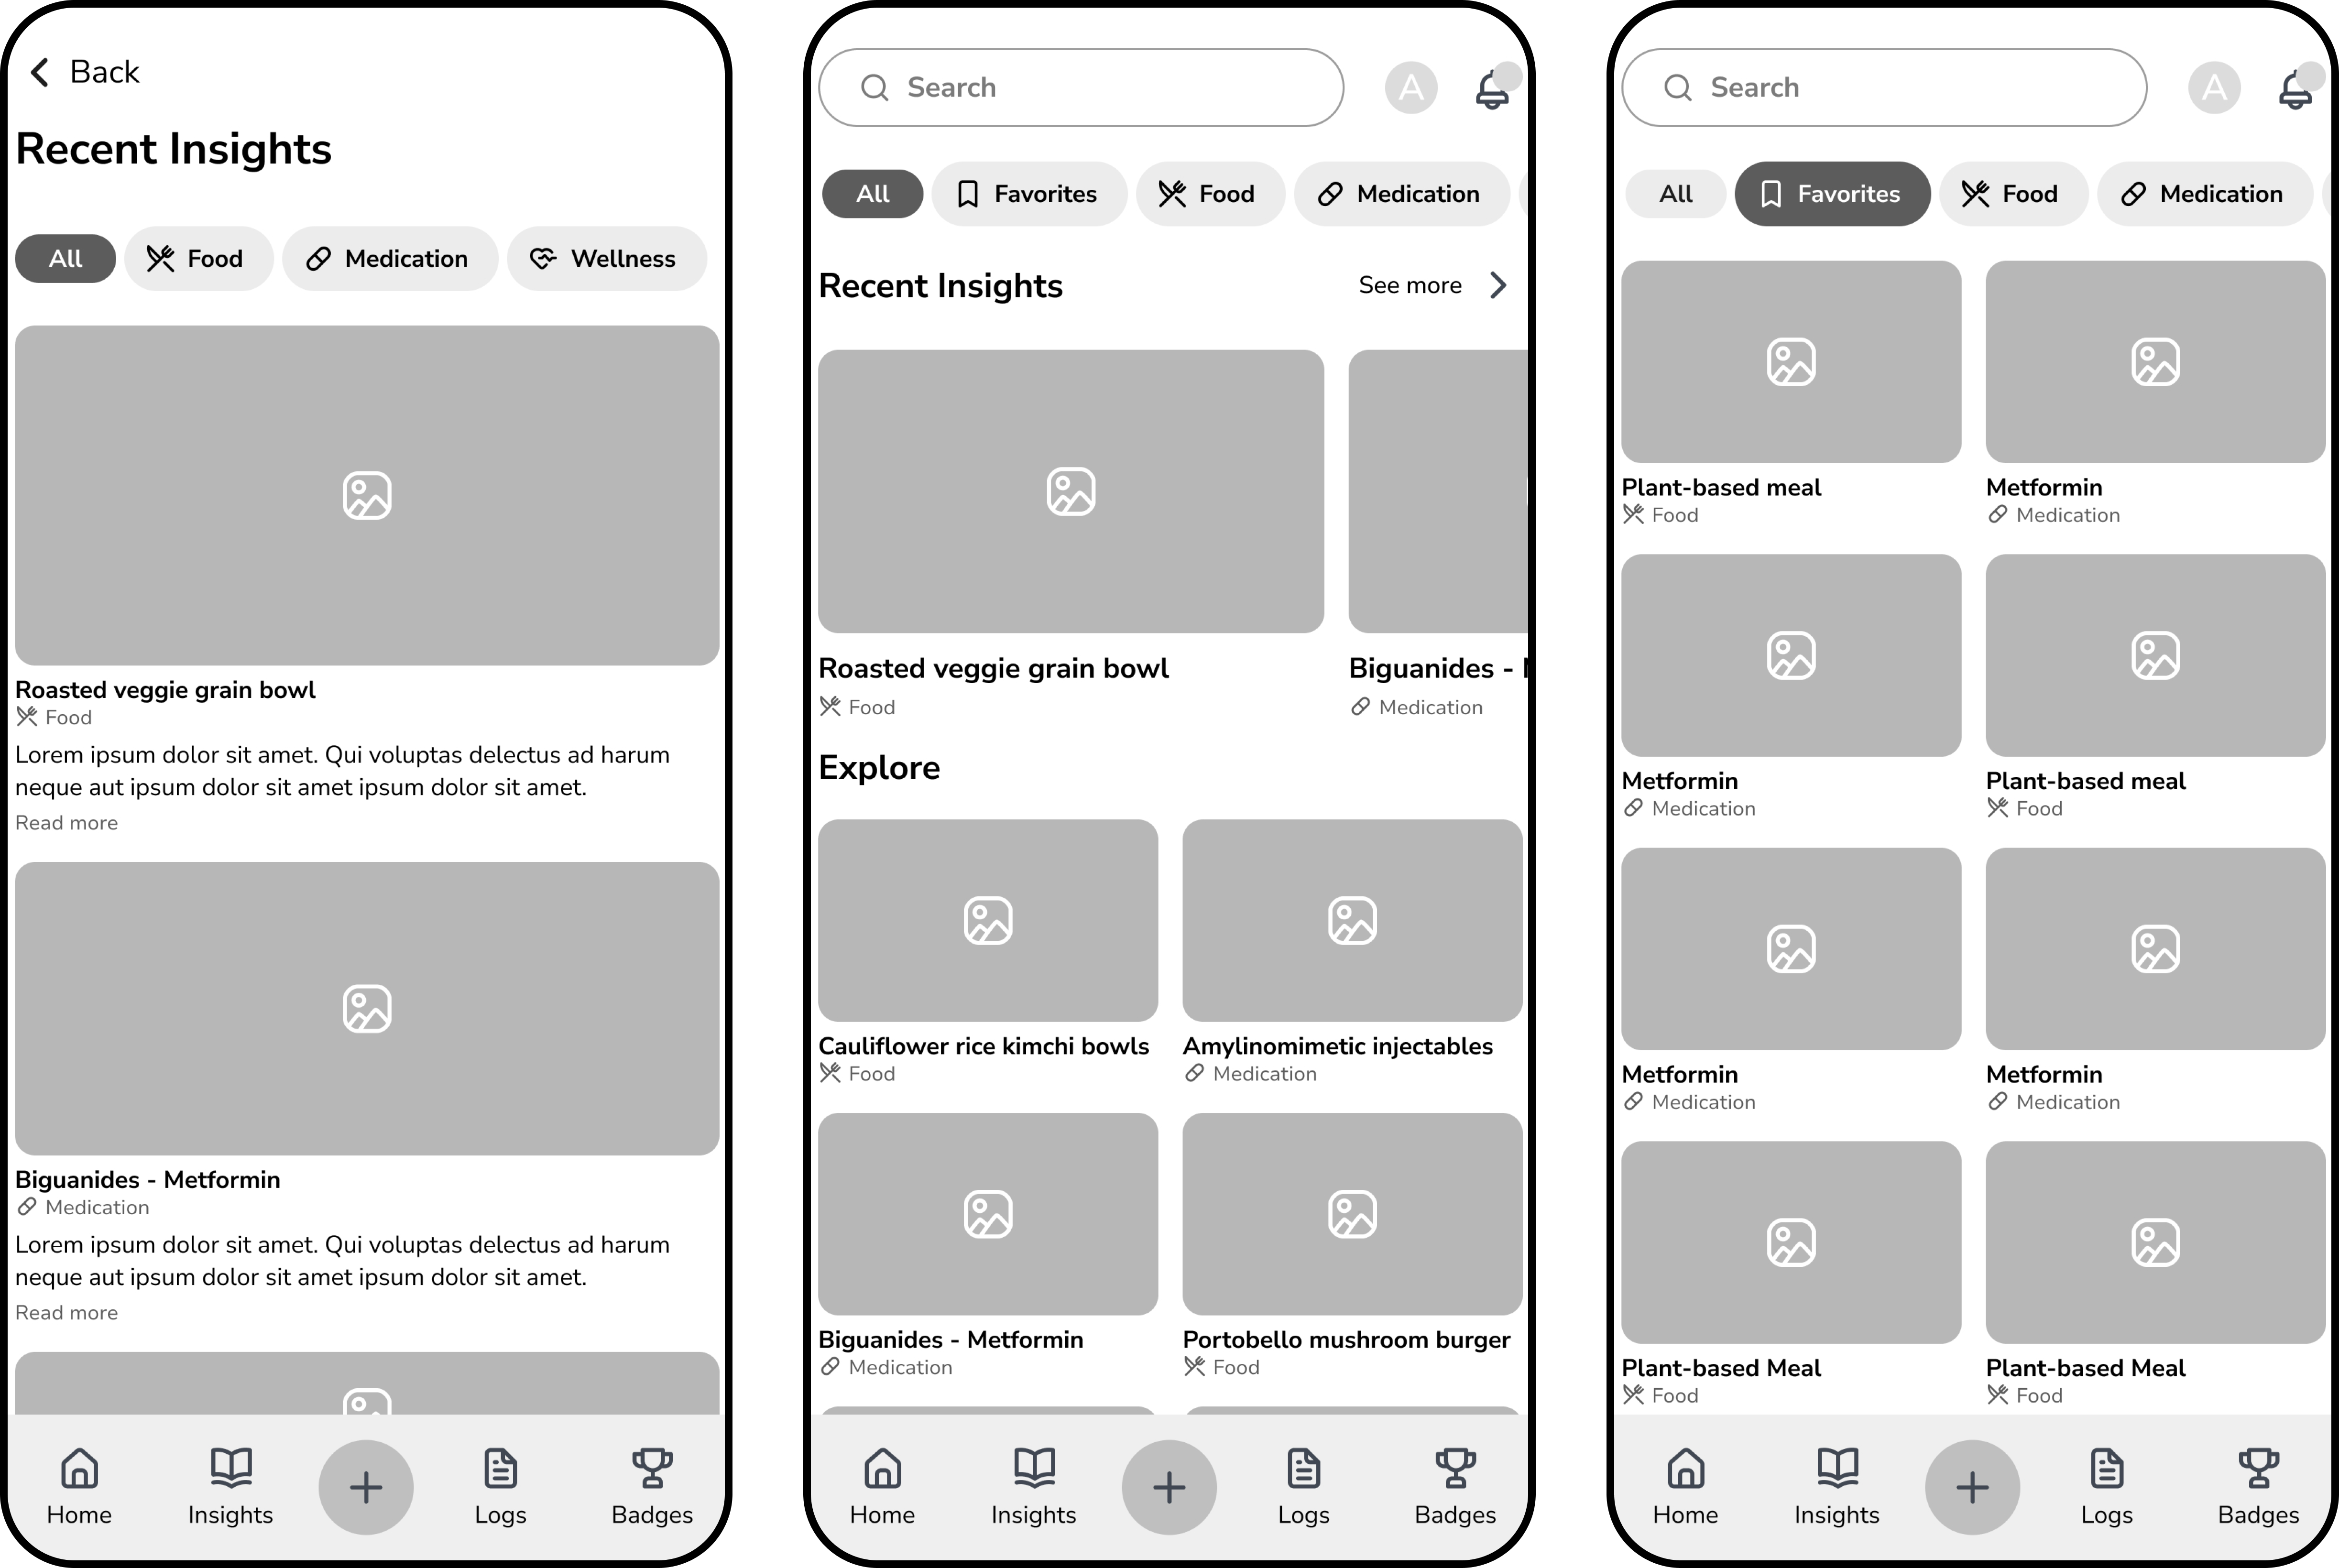 Back
Recent Insights
All Food Medication Wellness
Roasted veggie grain bowl
Food
Lorem ipsum dolor sit amet. Qui voluptas delectus ad harum
neque aut ipsum dolor sit amet ipsum dolor sit amet.
Read more
Biguanides - Metformin
Medication
Lorem ipsum dolor sit amet. Qui voluptas delectus ad harum
neque aut ipsum dolor sit amet ipsum dolor sit amet.
Read more
Home Insights Logs Badges
Search A
All Favorites Food Medication
Recent Insights See more
Roasted veggie grain bowl Biguanides -
Food Medication
Explore
Cauliflower rice kimchi bowls Amylinomimetic injectables
Food Medication
Biguanides - Metformin Portobello mushroom burger
Medication Food
Home Insights Logs Badges
Search A
All Favorites Food Medication
Plant-based meal Metformin
Food Medication
Metformin Plant-based meal
Medication Food
Metformin Metformin
Medication Medication
Plant-based Meal Plant-based Meal
Food Food
Home Insights Logs Badges